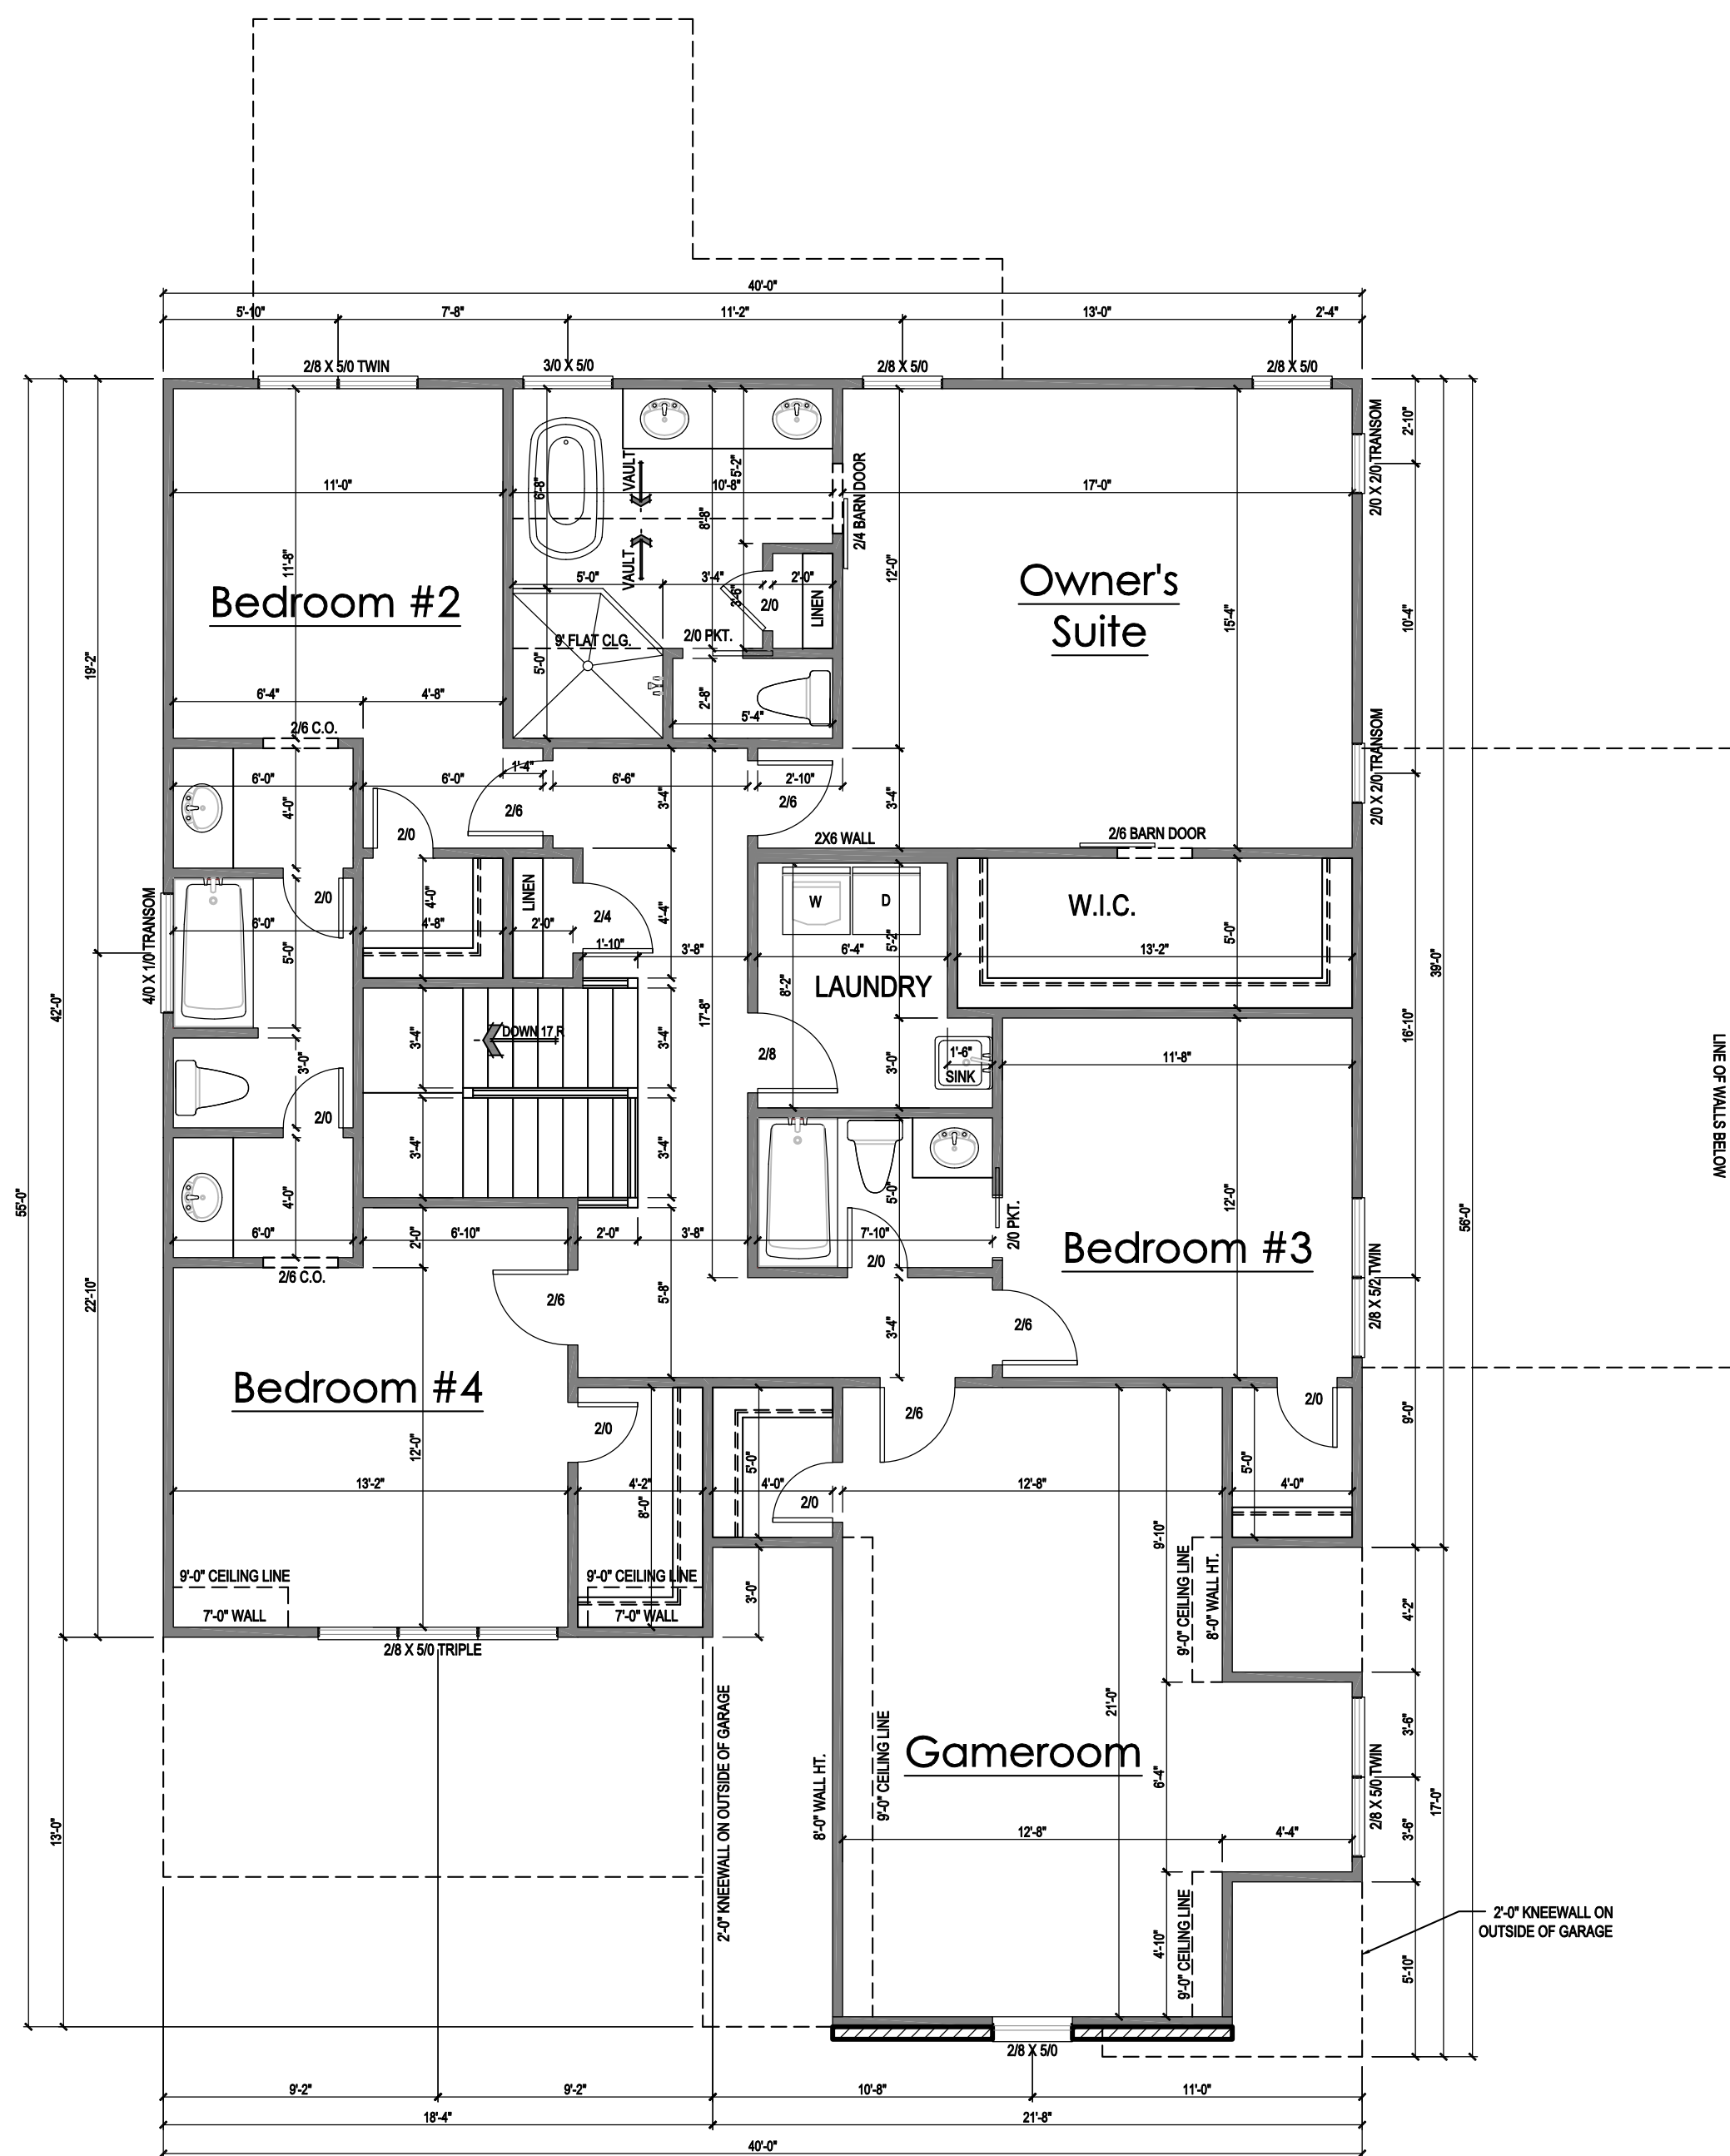 40'-0"
5'-10"
7'-8"
11'-2"
13'-0"
2'-4"
2/8 X 5/0 TWIN
3/0 X 5/0
2/8 X 5/0
2/8 X 5/0
2'-10"
2/0 X 2/0 TRANSOM
VAULT
5'-2"
11'-0"
6'-8"
10'-8"
17'-0"
2/4 BARN DOOR
8'-8"
11'-8"
12'-0"
VAULT
5'-0"
3'-4"
2'-0"
3'-6"
2/0
LINEN
Bedroom #2
Owner's
Suite
15'-4"
10'-4"
9' FLAT CLG.
2/0 PKT.
19'-2"
5'-0"
6'-4"
4'-8"
2'-8"
5'-4"
2/6 C.O.
2/0 X 2/0 TRANSOM
1'-4"
6'-0"
6'-0"
6'-6"
2'-10"
4'-0"
2/6
3'-4"
2/6
3'-4"
2/0
2X6 WALL
2/6 BARN DOOR
4/0 X 1/0 TRANSOM
2/0
4'-0"
LINEN
W
D
W.I.C.
6'-0"
4'-8"
2'-0"
2/4
4'-4"
1'-10"
3'-8"
6'-4"
5'-2"
13'-2"
5'-0"
5'-0"
39'-0"
42'-0"
8'-2"
LAUNDRY
17'-8"
DOWN 17 R
3'-4"
3'-4"
3'-0"
2/8
3'-0"
1'-6"
SINK
11'-8"
16'-10"
LINE OF WALLS BELOW
2/0
3'-4"
3'-4"
4'-0"
5'-0"
12'-0"
55'-0"
56'-0"
6'-0"
6'-10"
2'-0"
2'-0"
3'-8"
7'-10"
2/0 PKT.
Bedroom #3
2/0
2/6 C.O.
22'-10"
2/6
5'-8"
3'-4"
2/6
2/8 X 5/2 TWIN
Bedroom #4
2/0
2/6
2/0
9'-0"
12'-0"
13'-2"
4'-2"
8'-0"
4'-0"
5'-0"
2/0
12'-8"
5'-0"
4'-0"
9'-10"
9'-0" CEILING LINE
9'-0" CEILING LINE
7'-0" WALL
7'-0" WALL
3'-0"
9'-0" CEILING LINE
8'-0" WALL HT.
4'-2"
2/8 X 5/0 TRIPLE
2'-0" KNEEWALL ON OUTSIDE OF GARAGE
21'-0"
3'-6"
Gameroom
9'-0" CEILING LINE
8'-0" WALL HT.
6'-4"
2/8 X 5/0 TWIN
17'-0"
13'-0"
12'-8"
4'-4"
3'-6"
2'-0" KNEEWALL ON
OUTSIDE OF GARAGE
4'-10"
9'-0" CEILING LINE
5'-10"
2/8 X 5/0
9'-2"
9'-2"
10'-8"
11'-0"
18'-4"
21'-8"
40'-0"